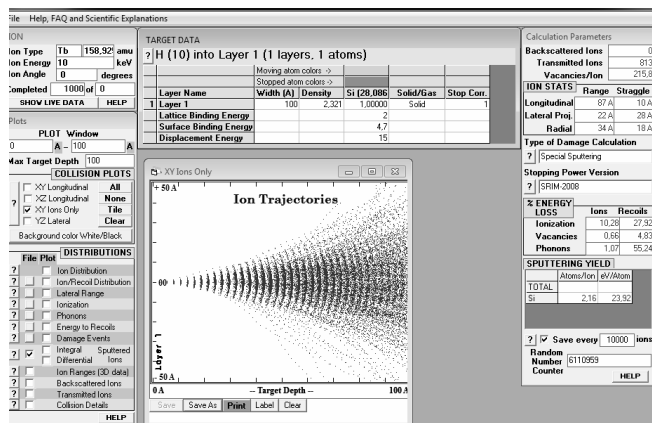 File Help, FAQ and Scientific Explanations
ION
Ion Type Tb 158,925 amu
Ion Energy 10 keV
Ion Angle 0 degrees
Completed 1000 of 0
SHOW LIVE DATA HELP
Plots
PLOT Window
0 A - 100 A
Max Target Depth 100
COLLISION PLOTS
XY Longitudinal All
XZ Longitudinal None
? XY Ions Only Tile
YZ Lateral Clear
Background color White/Black
DISTRIBUTIONS
File Plot
? Ion Distribution
? Ion/Recoil Distribution
? Lateral Range
? Ionization
? Phonons
? Energy to Recoils
? Damage Events
? Integral Sputtered
Differential Ions
? Ion Ranges (3D data)
? Backscattered Ions
? Transmitted Ions
? Collision Details
HELP
TARGET DATA
? H (10) into Layer 1 (1 layers, 1 atoms)
Moving atom colors ->
Stopped atom colors ->
Layer Name Width (A) Density Si (28,086 Solid/Gas Stop Corr.
1 Layer 1 100 2,321 1,00000 Solid 1
Lattice Binding Energy 2
Surface Binding Energy 4,7
Displacement Energy 15
XY Ions Only
+ 50 A
Ion Trajectories
00
Layer 1
- 50 A
0 A -- Target Depth -- 100 A
Save Save As Print Label Clear
Calculation Parameters
Backscattered Ions 0
Transmitted Ions 813
Vacancies/Ion 215,8
ION STATS Range Straggle
Longitudinal 87 A 10 A
Lateral Proj. 22 A 28 A
Radial 34 A 18 A
Type of Damage Calculation
? Special Sputtering
Stopping Power Version
? SRIM-2008
% ENERGY LOSS Ions Recoils
Ionization 10,28 27,92
Vacancies 0,66 4,83
Phonons 1,07 55,24
SPUTTERING YIELD
Atoms/Ion eV/Atom
TOTAL
Si 2,16 23,92
? Save every 10000 ions
Random
Number 6110959
Counter
HELP